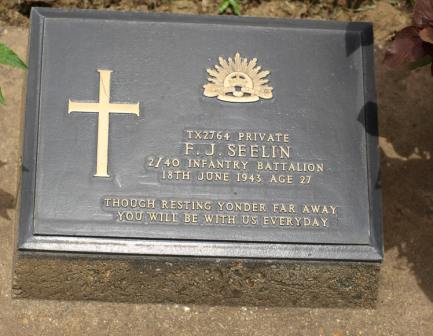 TX2764 PRIVATE
F. J. SEELIN
2/40 INFANTRY BATTALION
18TH JUNE 1943 AGE 27
THOUGH RESTING YONDER FAR AWAY
YOU WILL BE WITH US EVERYDAY